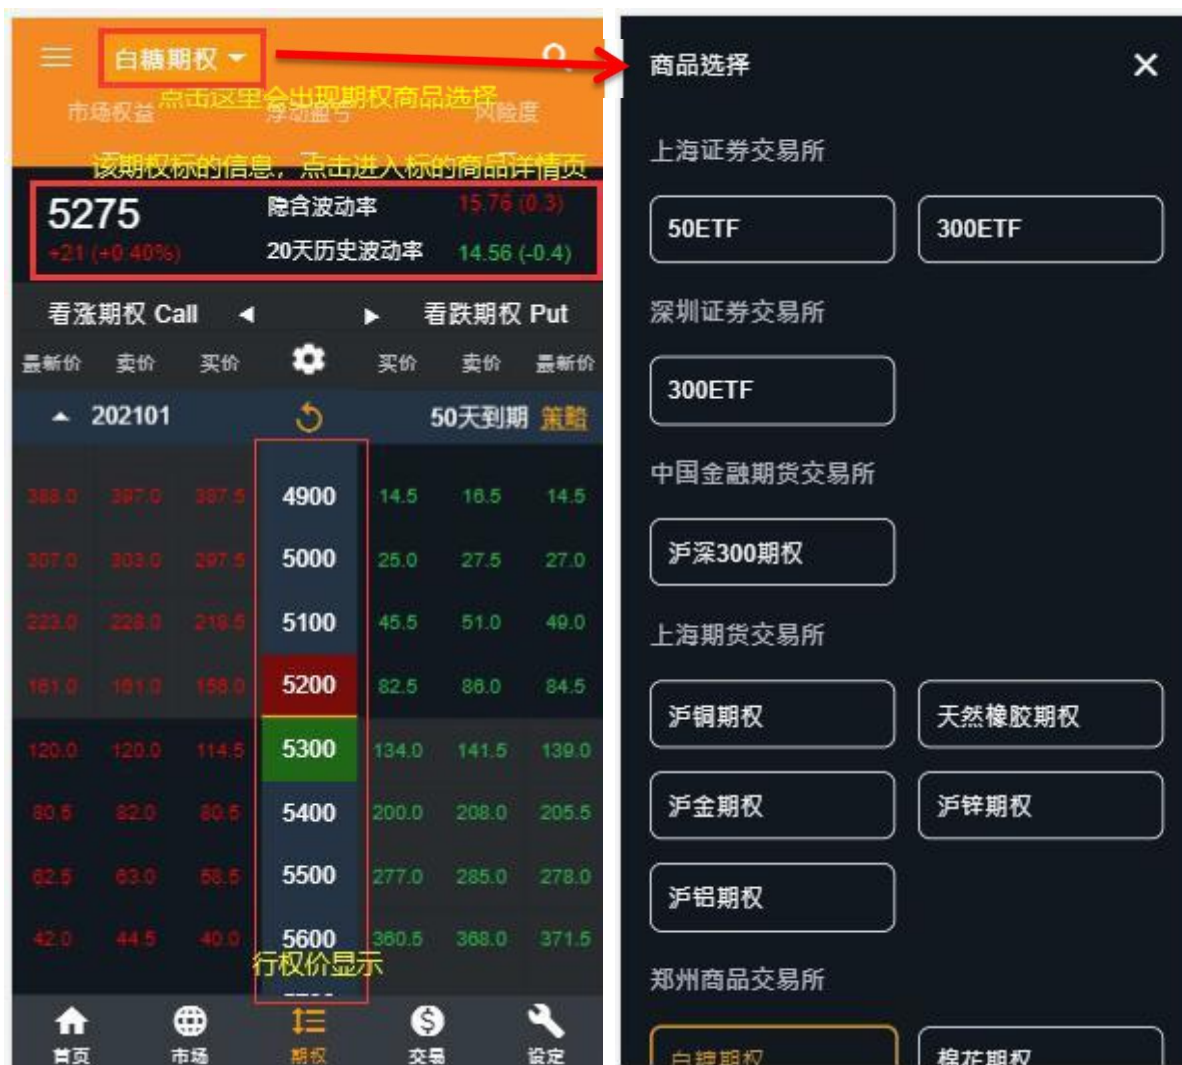 白糖期权
点击这里会出现期权商品选择
市场权益 浮动盈亏 风险度
该期权标的信息，点击进入标的商品详情页
5275 隐含波动率 15.76 (0.3)
+21 (+0.40%) 20天历史波动率 14.56 (-0.4)
看涨期权 Call 看跌期权 Put
最新价 卖价 买价 买价 卖价 最新价
202101 50天到期 策略
388.0 397.0 387.5 4900 14.5 16.5 14.5
307.0 303.0 297.5 5000 25.0 27.5 27.0
223.0 228.0 218.5 5100 45.5 51.0 49.0
161.0 161.0 156.0 5200 82.5 86.0 84.5
120.0 120.0 114.5 5300 134.0 141.5 139.0
80.5 82.0 80.5 5400 200.0 208.0 205.5
62.5 63.0 58.5 5500 277.0 285.0 278.0
42.0 44.5 40.0 5600 360.5 368.0 371.5
行权价显示
首页 市场 期权 交易 设定
商品选择
上海证券交易所
50ETF 300ETF
深圳证券交易所
300ETF
中国金融期货交易所
沪深300期权
上海期货交易所
沪铜期权 天然橡胶期权
沪金期权 沪锌期权
沪铝期权
郑州商品交易所
白糖期权 棉花期权